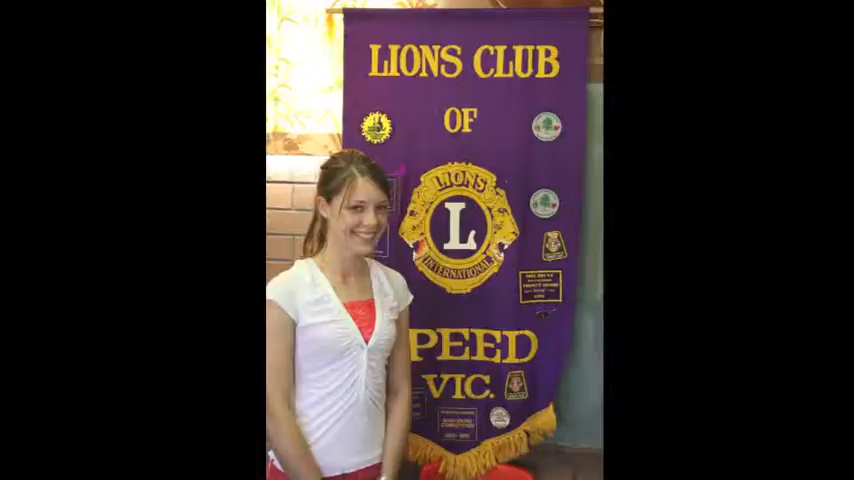 LIONS CLUB
OF
LIONS
L
INTERNATIONAL
PEED
VIC.